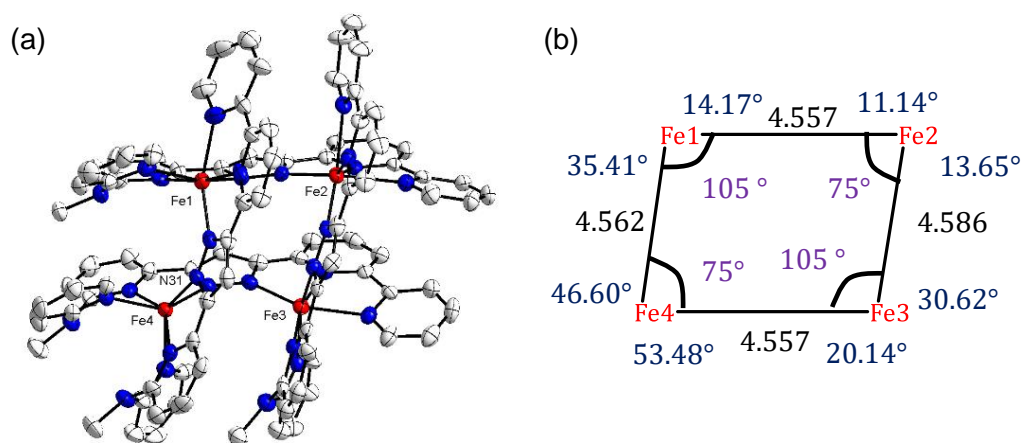 (a)
Fe1
Fe2
N31
Fe4
Fe3
(b)
14.17° 4.557 11.14°
Fe1 Fe2
35.41° 13.65°
105 ° 75°
4.562 4.586
75° 105 °
46.60° 30.62°
Fe4 Fe3
53.48° 4.557 20.14°